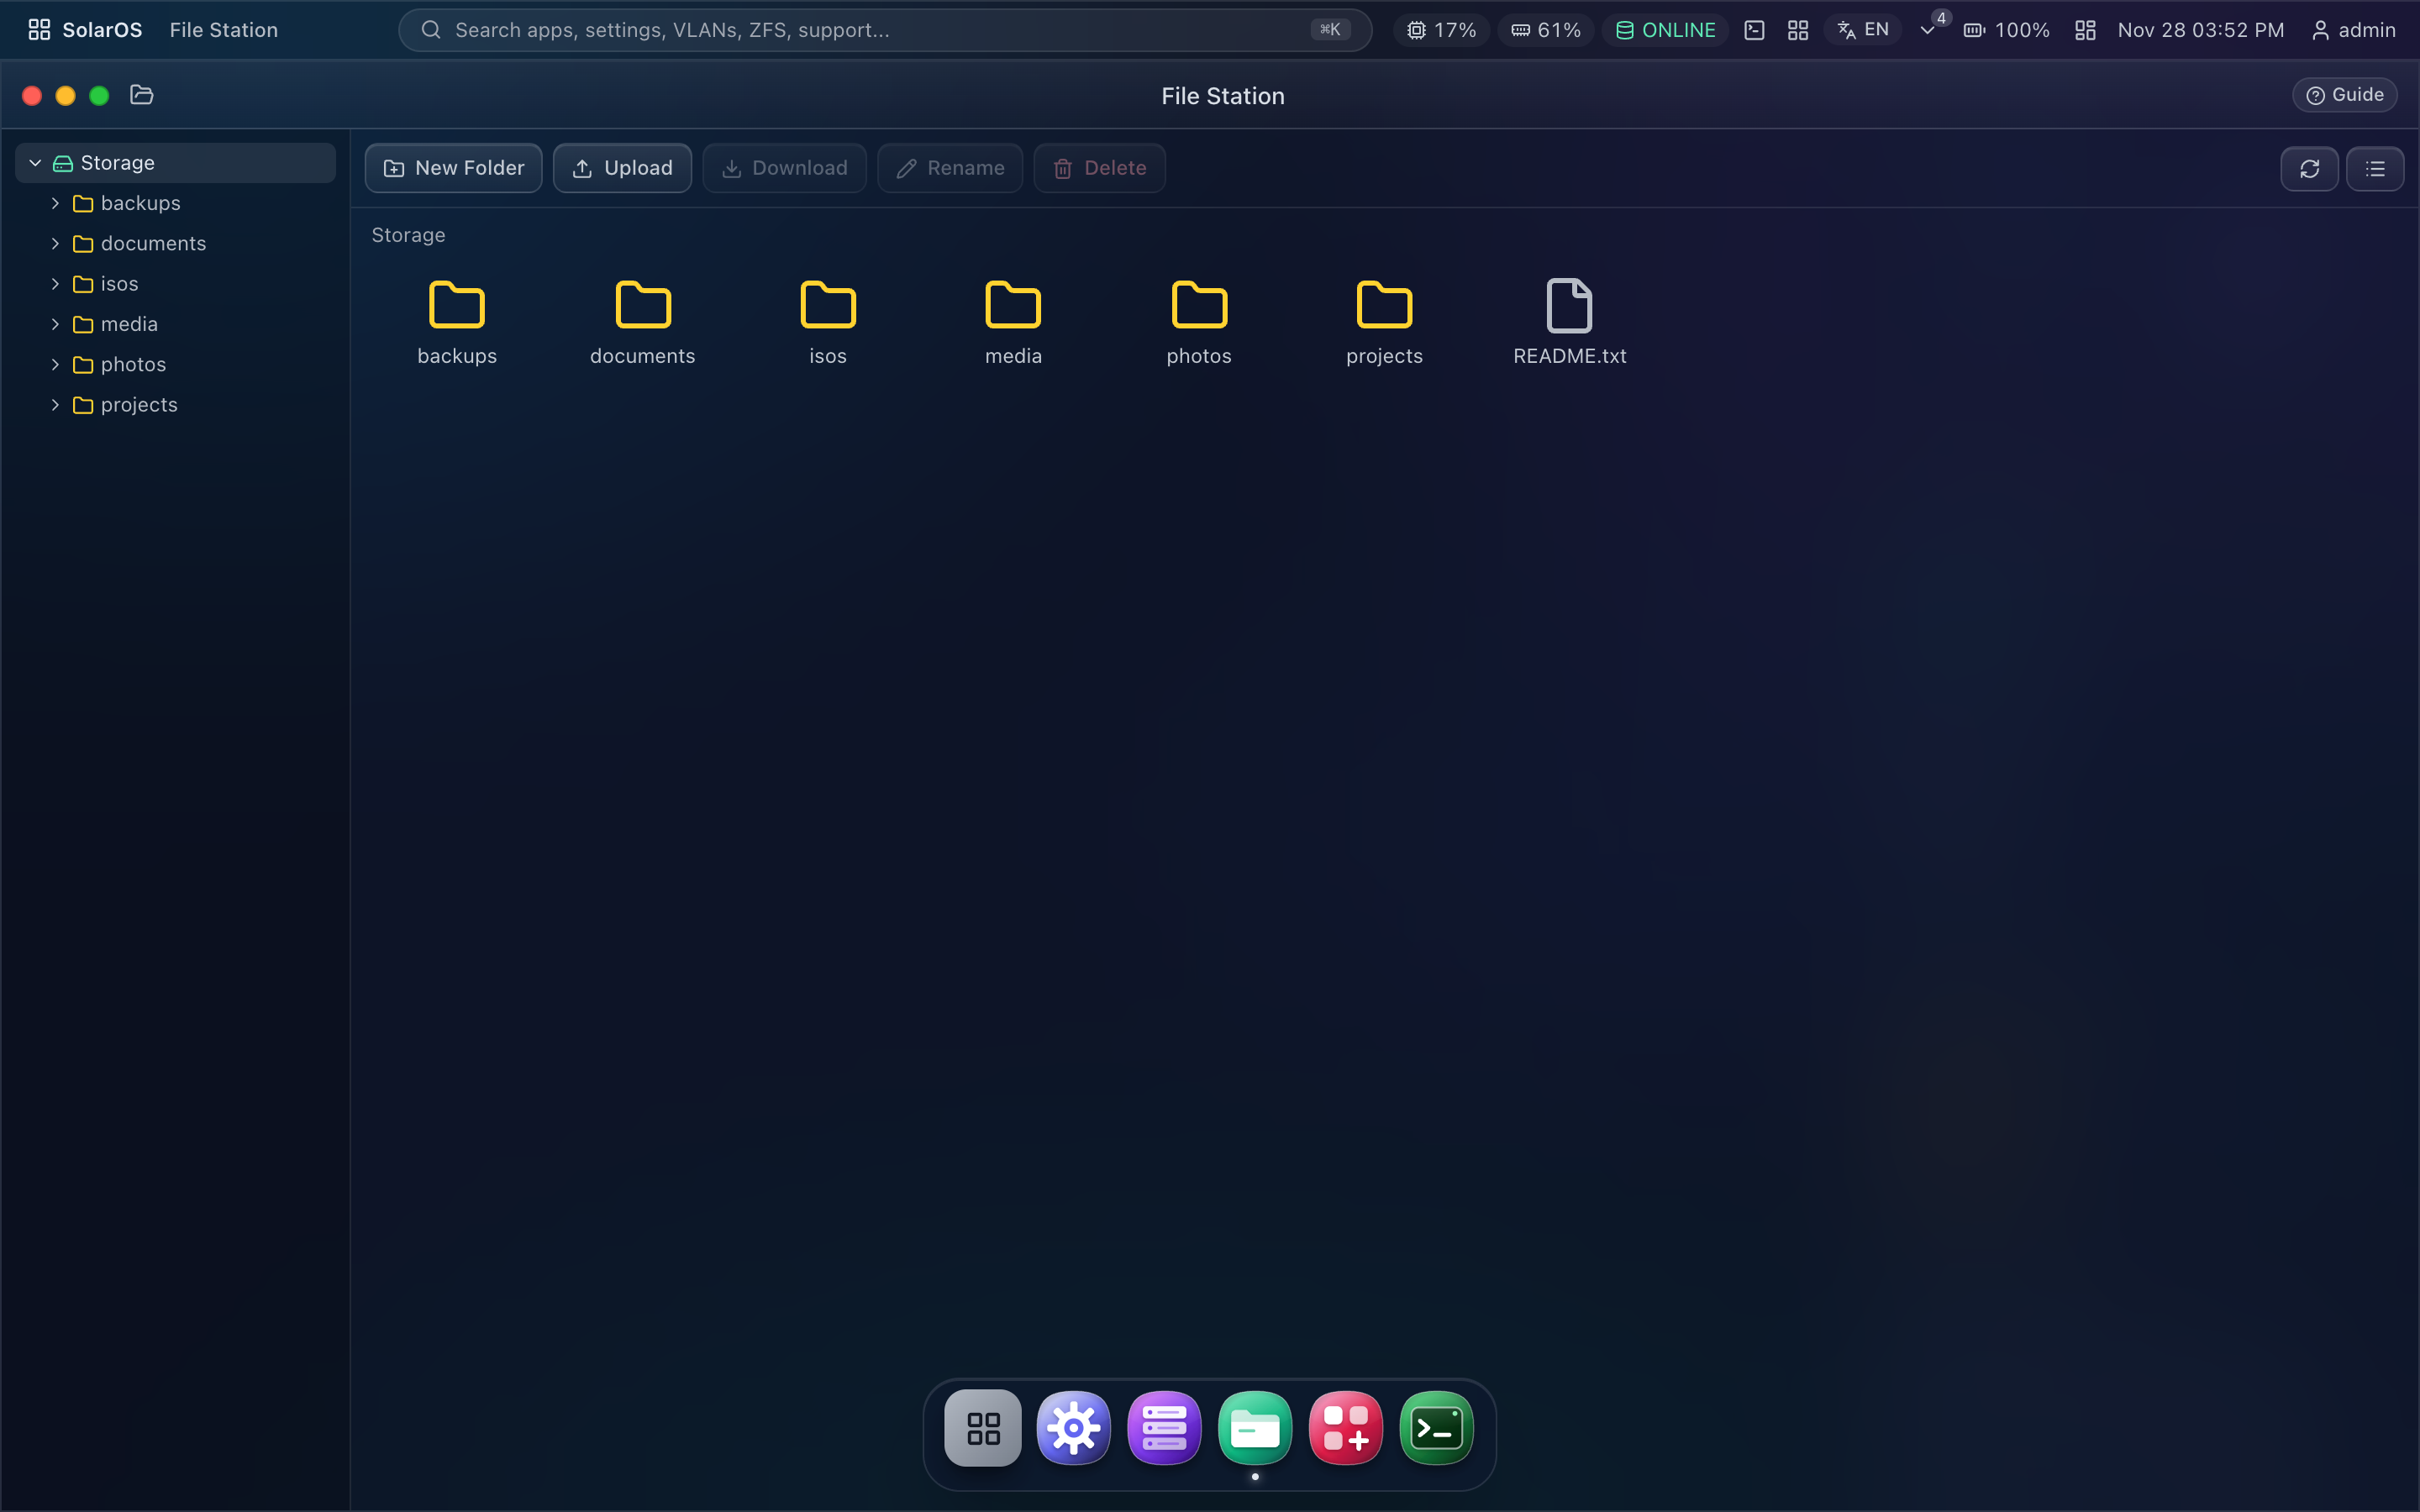 SolarOS File Station Search apps, settings, VLANs, ZFS, support... ⌘K 17% 61% ONLINE EN 4 100% Nov 28 03:52 PM admin
File Station Guide
Storage
backups
documents
isos
media
photos
projects
New Folder Upload Download Rename Delete
Storage
backups documents isos media photos projects README.txt